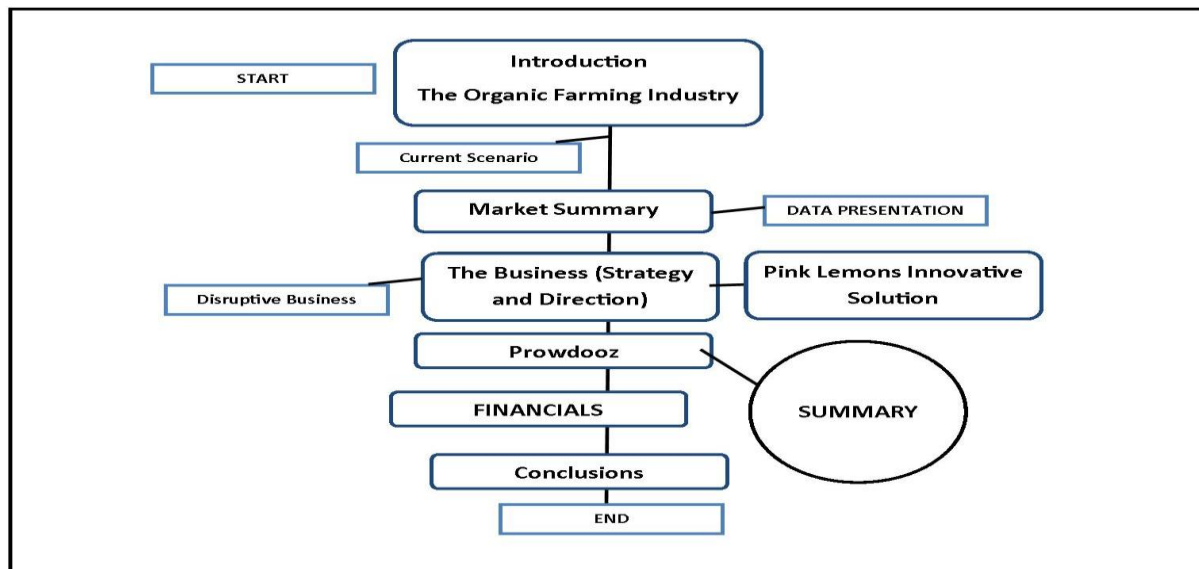 START
Introduction
The Organic Farming Industry
Current Scenario
Market Summary
DATA PRESENTATION
The Business (Strategy
and Direction)
Pink Lemons Innovative
Solution
Disruptive Business
Prowdooz
SUMMARY
FINANCIALS
Conclusions
END